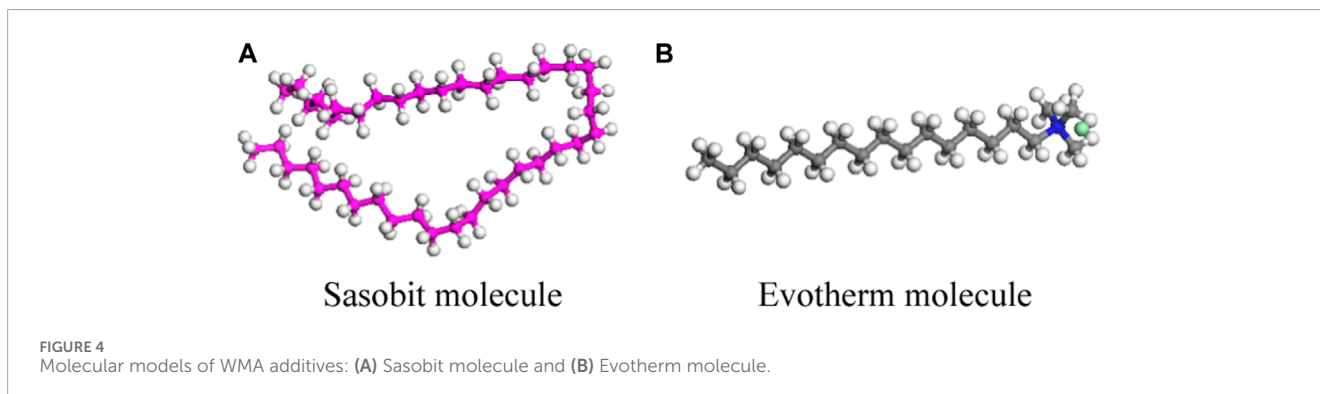 A
B
Sasobit molecule
Evotherm molecule
FIGURE 4
Molecular models of WMA additives: (A) Sasobit molecule and (B) Evotherm molecule.